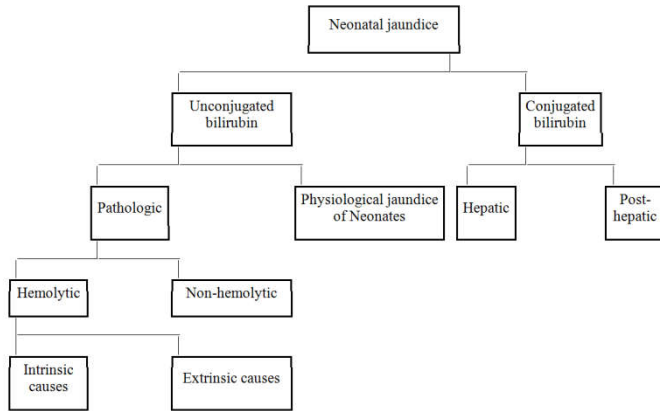 Neonatal jaundice
Unconjugated
bilirubin
Conjugated
bilirubin
Pathologic
Physiological jaundice
of Neonates
Hepatic
Post-
hepatic
Hemolytic
Non-hemolytic
Intrinsic
causes
Extrinsic causes